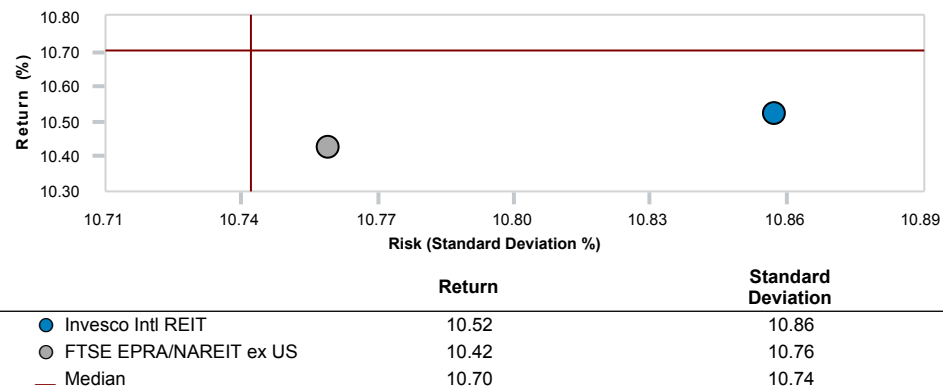 10.80
10.70
10.60
10.50
10.40
10.30
Return (%)
10.71 10.74 10.77 10.80 10.83 10.86 10.89
Risk (Standard Deviation %)
Return Standard Deviation
Invesco Intl REIT 10.52 10.86
FTSE EPRA/NAREIT ex US 10.42 10.76
Median 10.70 10.74